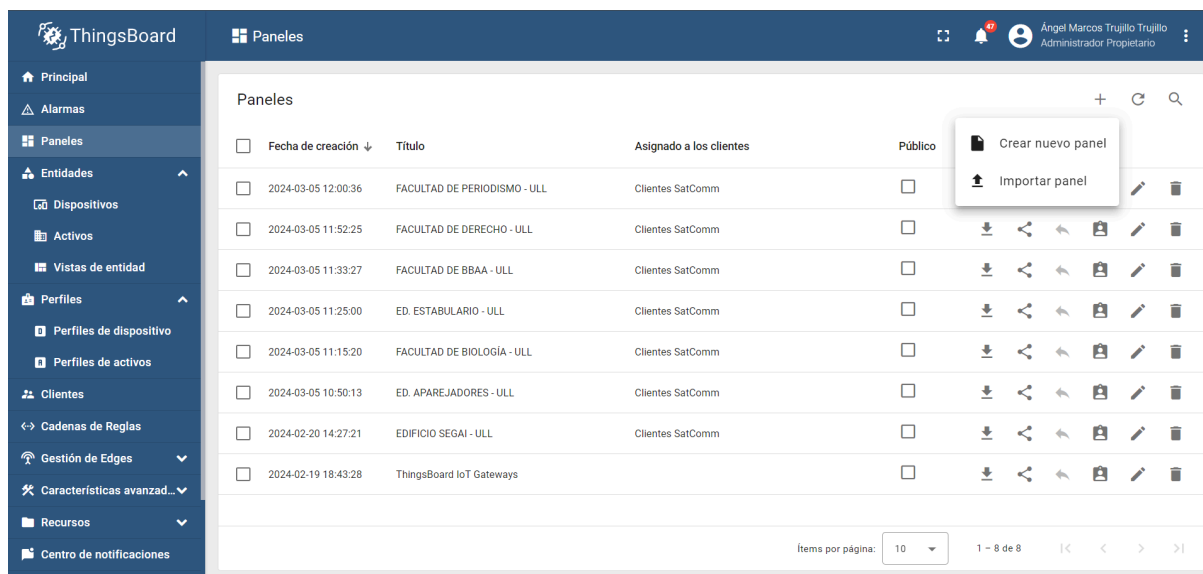 ThingsBoard
Paneles
47
Ángel Marcos Trujillo Trujillo
Administrador Propietario
Principal
Alarmas
Paneles
Entidades
Dispositivos
Activos
Vistas de entidad
Perfiles
Perfiles de dispositivo
Perfiles de activos
Clientes
Cadenas de Reglas
Gestión de Edges
Características avanzad...
Recursos
Centro de notificaciones
Paneles
Crear nuevo panel
Importar panel
Fecha de creación Título Asignado a los clientes Público
2024-03-05 12:00:36 FACULTAD DE PERIODISMO - ULL Clientes SatComm
2024-03-05 11:52:25 FACULTAD DE DERECHO - ULL Clientes SatComm
2024-03-05 11:33:27 FACULTAD DE BBAA - ULL Clientes SatComm
2024-03-05 11:25:00 ED. ESTABULARIO - ULL Clientes SatComm
2024-03-05 11:15:20 FACULTAD DE BIOLOGÍA - ULL Clientes SatComm
2024-03-05 10:50:13 ED. APAREJADORES - ULL Clientes SatComm
2024-02-20 14:27:21 EDIFICIO SEGAI - ULL Clientes SatComm
2024-02-19 18:43:28 ThingsBoard IoT Gateways
Ítems por página: 10 1 – 8 de 8